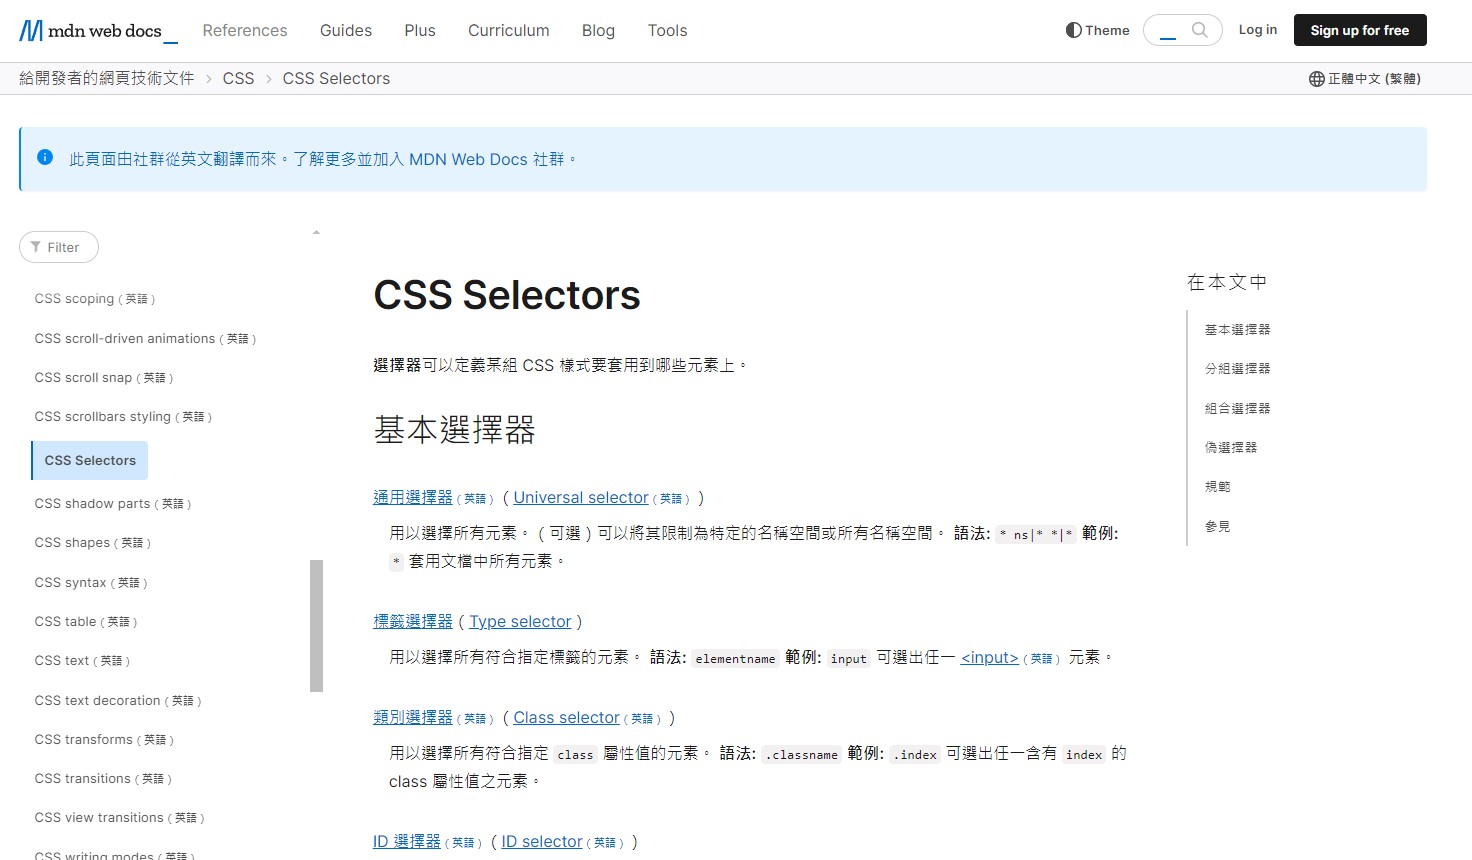 mdn web docs_ References Guides Plus Curriculum Blog Tools Theme Log in Sign up for free
給開發者的網頁技術文件 > CSS > CSS Selectors 正體中文 (繁體)
此頁面由社群從英文翻譯而來。了解更多並加入 MDN Web Docs 社群。
Filter
CSS scoping (英語)
CSS scroll-driven animations (英語)
CSS scroll snap (英語)
CSS scrollbars styling (英語)
CSS Selectors
CSS shadow parts (英語)
CSS shapes (英語)
CSS syntax (英語)
CSS table (英語)
CSS text (英語)
CSS text decoration (英語)
CSS transforms (英語)
CSS transitions (英語)
CSS view transitions (英語)
CSS writing modes (英語)
CSS Selectors
選擇器可以定義某組 CSS 樣式要套用到哪些元素上。
基本選擇器
通用選擇器 (英語) ( Universal selector (英語) )
用以選擇所有元素。(可選)可以將其限制為特定的名稱空間或所有名稱空間。 語法: * ns|* *|* 範例:
* 套用文檔中所有元素。
標籤選擇器 ( Type selector )
用以選擇所有符合指定標籤的元素。 語法: elementname 範例: input 可選出任一 <input> (英語) 元素。
類別選擇器 (英語) ( Class selector (英語) )
用以選擇所有符合指定 class 屬性值的元素。 語法: .classname 範例: .index 可選出任一含有 index 的
class 屬性值之元素。
ID 選擇器 (英語) ( ID selector (英語) )
在本文中
基本選擇器
分組選擇器
組合選擇器
偽選擇器
規範
參見